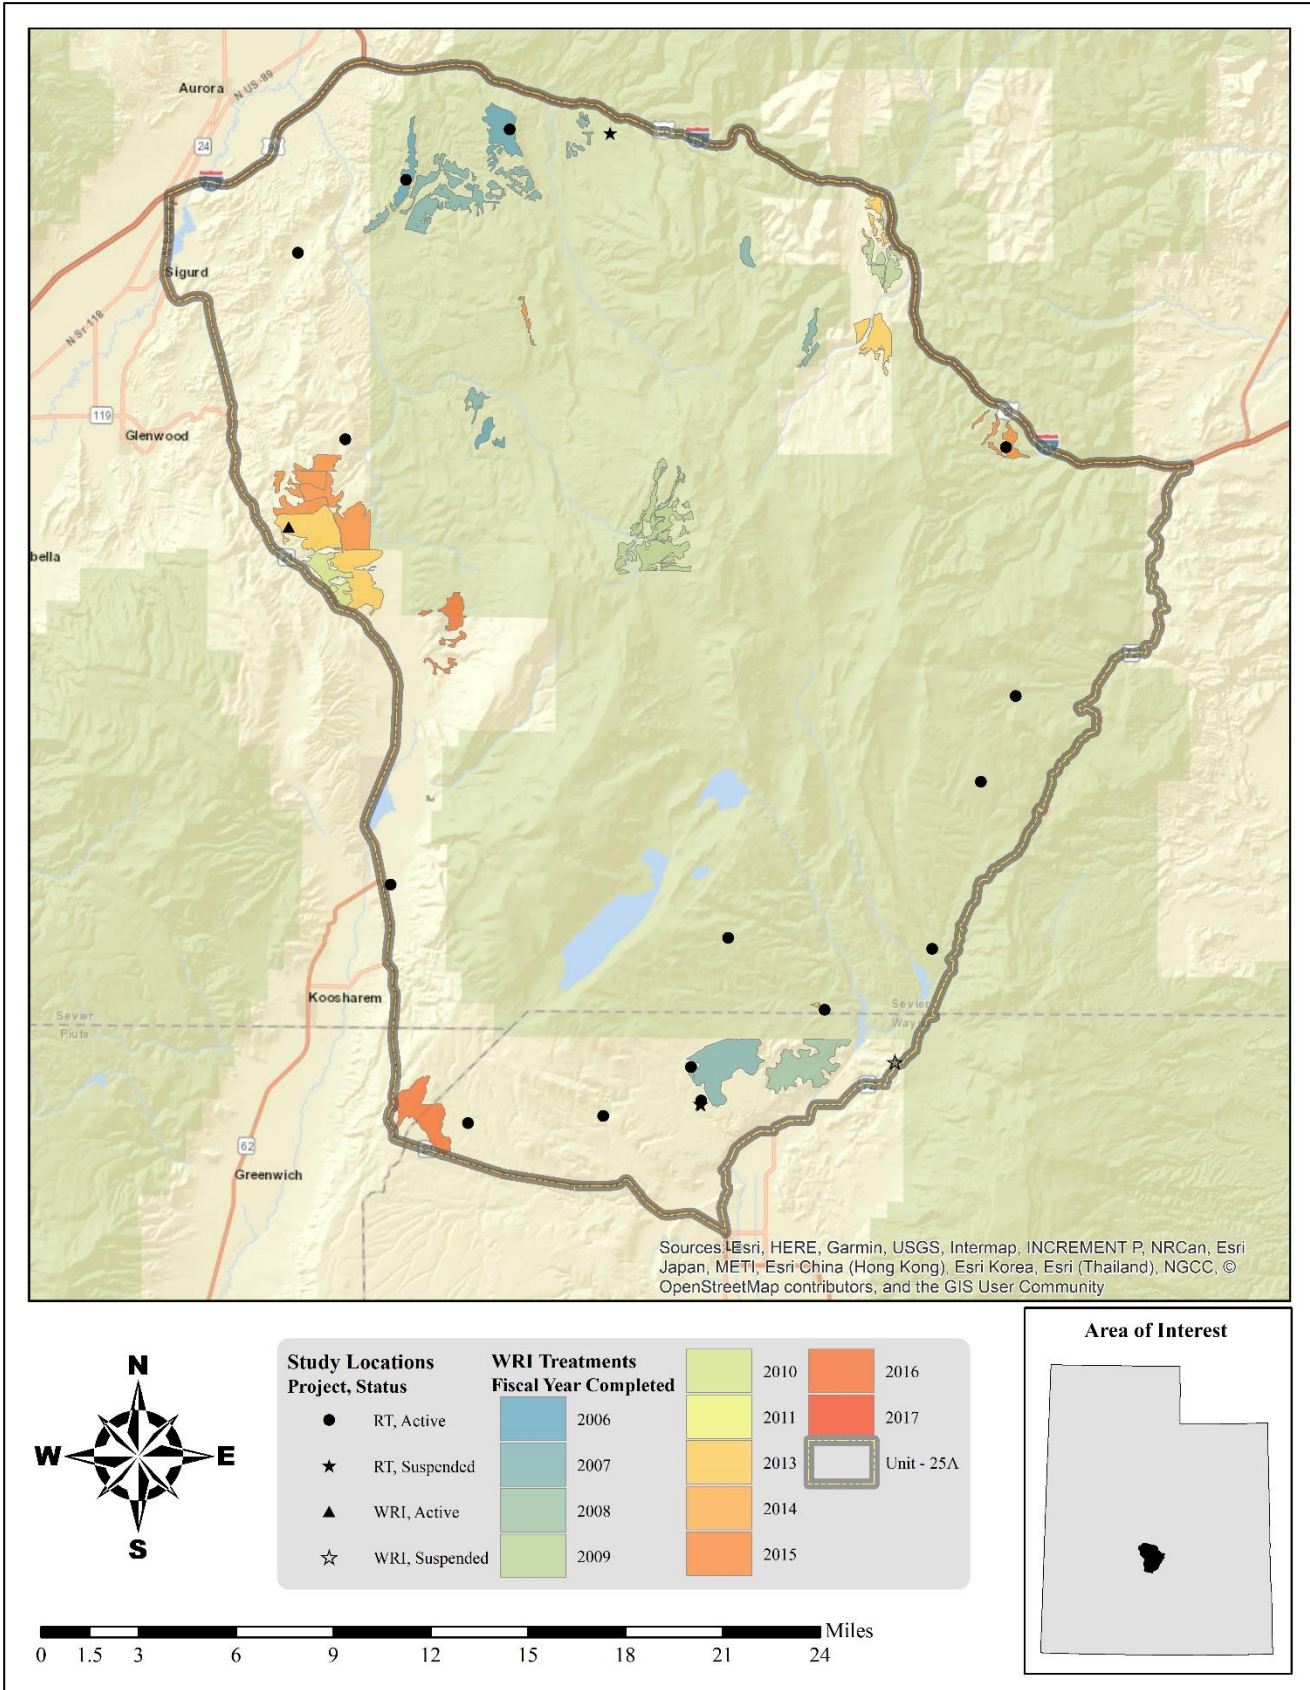 Aurora
N US-89
24
Sigurd
N Sr 118
119
Glenwood
24
bella
72
Koosharem
Sevier
Piute
Sevier
Way
62
Greenwich
Sources: Esri, HERE, Garmin, USGS, Intermap, INCREMENT P, NRCan, Esri
Japan, METI, Esri China (Hong Kong), Esri Korea, Esri (Thailand), NGCC, ©
OpenStreetMap contributors, and the GIS User Community
N
W
E
S
Study Locations
Project, Status
RT, Active
RT, Suspended
WRI, Active
WRI, Suspended
WRI Treatments
Fiscal Year Completed
2006
2007
2008
2009
2010
2011
2013
2014
2015
2016
2017
Unit - 25A
Area of Interest
Miles
0 1.5 3 6 9 12 15 18 21 24